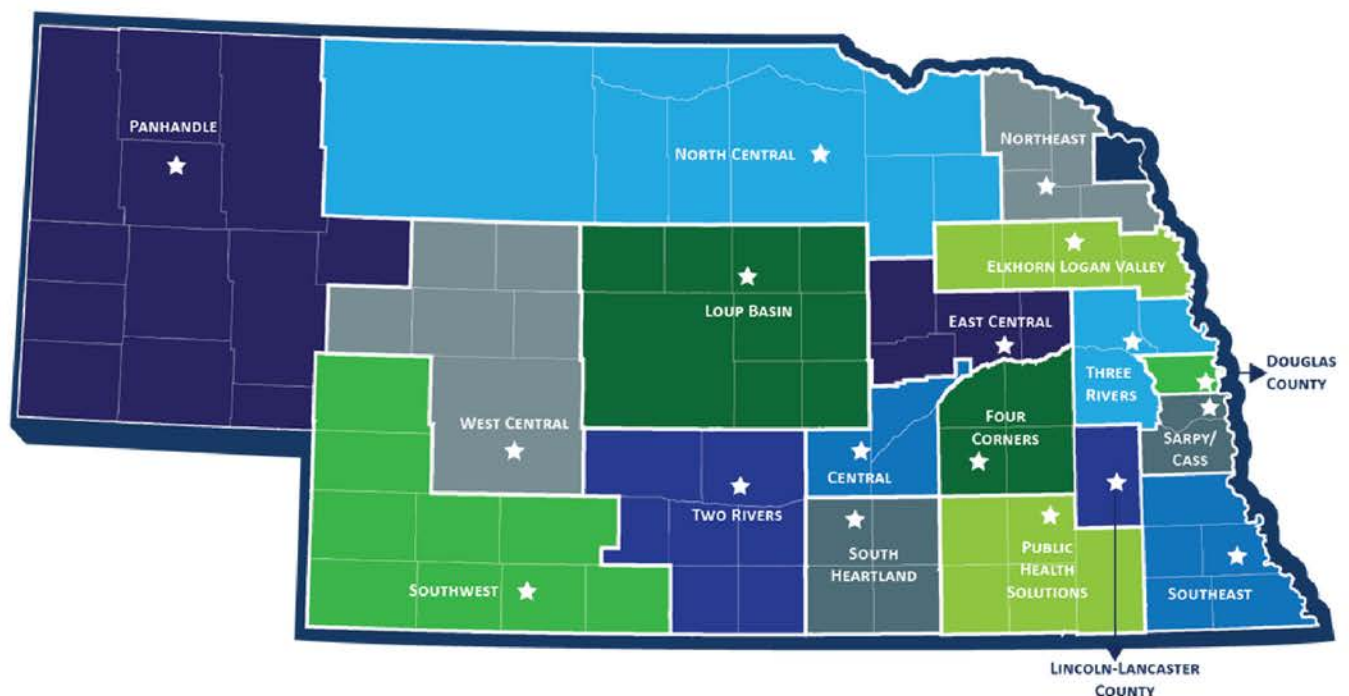 PANHANDLE
NORTH CENTRAL
NORTHEAST
ELKHORN LOGAN VALLEY
LOUP BASIN
EAST CENTRAL
THREE
RIVERS
DOUGLAS
COUNTY
WEST CENTRAL
FOUR
CORNERS
SARPY/
CASS
CENTRAL
TWO RIVERS
SOUTH
HEARTLAND
PUBLIC
HEALTH
SOLUTIONS
SOUTHWEST
SOUTHEAST
LINCOLN-LANCASTER
COUNTY